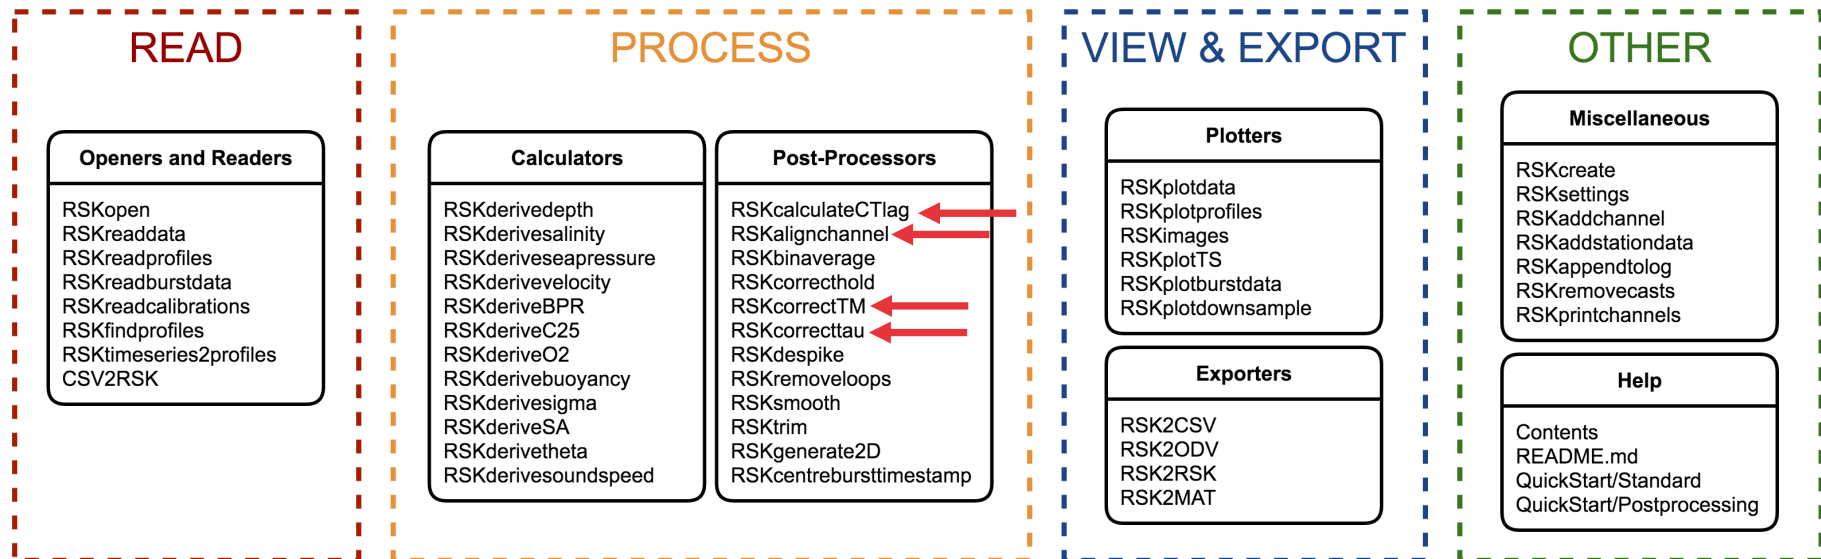 READ
Openers and Readers
RSKopen
RSKreaddata
RSKreadprofiles
RSKreadburstdata
RSKreadcalibrations
RSKfindprofiles
RSKtimeseries2profiles
CSV2RSK
PROCESS
Calculators
RSKderivedepth
RSKderivesalinity
RSKderiveseapressure
RSKderivevelocity
RSKderiveBPR
RSKderiveC25
RSKderiveO2
RSKderivebuoyancy
RSKderivesigma
RSKderiveSA
RSKderivetheta
RSKderivesoundspeed
Post-Processors
RSKcalculateCTlag
RSKalignchannel
RSKbinaverage
RSKcorrecthold
RSKcorrectTM
RSKcorrecttau
RSKdespike
RSKremoveloops
RSKsmooth
RSKtrim
RSKgenerate2D
RSKcentrebursttimestamp
VIEW & EXPORT
Plotters
RSKplotdata
RSKplotprofiles
RSKimages
RSKplotTS
RSKplotburstdata
RSKplotdownsample
Exporters
RSK2CSV
RSK2ODV
RSK2RSK
RSK2MAT
OTHER
Miscellaneous
RSKcreate
RSKsettings
RSKaddchannel
RSKaddstationdata
RSKappendtolog
RSKremovecasts
RSKprintchannels
Help
Contents
README.md
QuickStart/Standard
QuickStart/Postprocessing